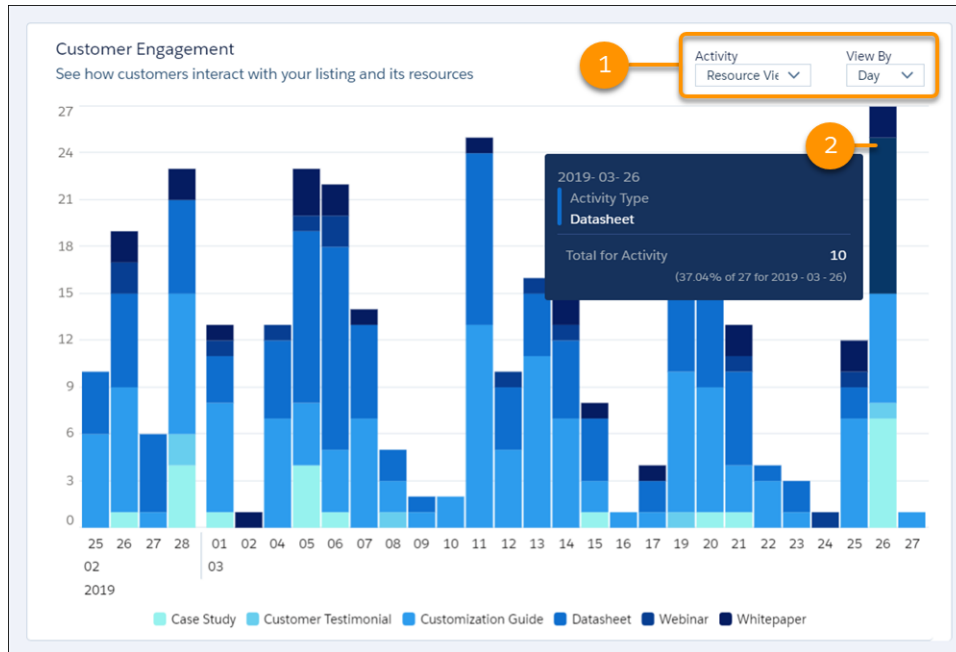 Customer Engagement
See how customers interact with your listing and its resources
1
Activity
Resource Vie
View By
Day
27
24
21
18
15
12
9
6
3
0
2
2019- 03- 26
Activity Type
Datasheet
Total for Activity 10
(37.04% of 27 for 2019 - 03 - 26)
25 26 27 28 01 02 04 05 06 07 08 09 10 11 12 13 14 15 16 17 19 20 21 22 23 24 25 26 27
02 03
2019
Case Study Customer Testimonial Customization Guide Datasheet Webinar Whitepaper